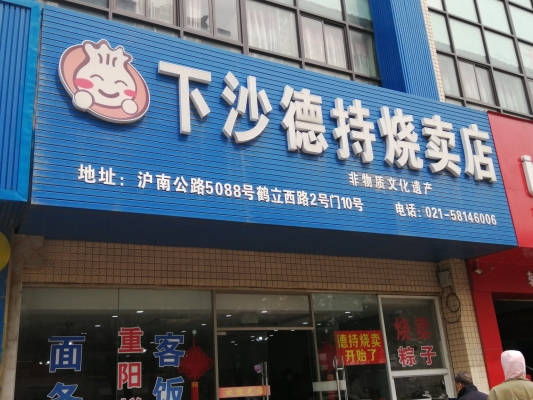 下沙德持烧卖店
非物质文化遗产
地址：沪南公路5088号鹤立西路2号门10号
电话：021-58146006
面条
重阳
客饭
德持烧卖
开始了
烧卖
粽子